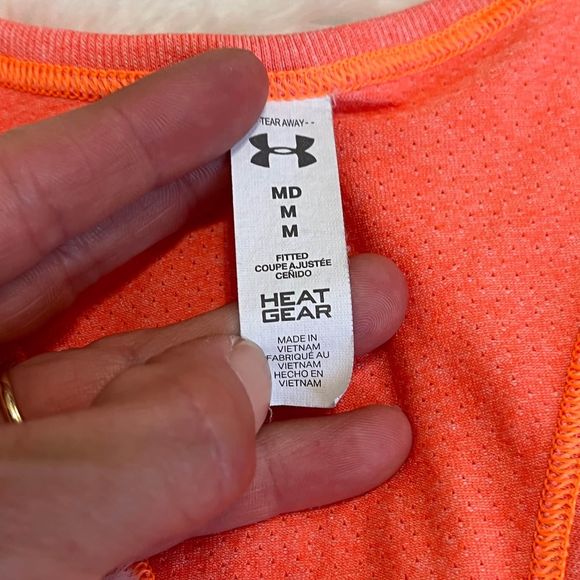 -TEAR AWAY--
MD
M
M
FITTED
COUPE AJUSTÉE
CEÑIDO
HEAT
GEAR
MADE IN
VIETNAM
FABRIQUÉ AU
VIETNAM
HECHO EN
VIETNAM